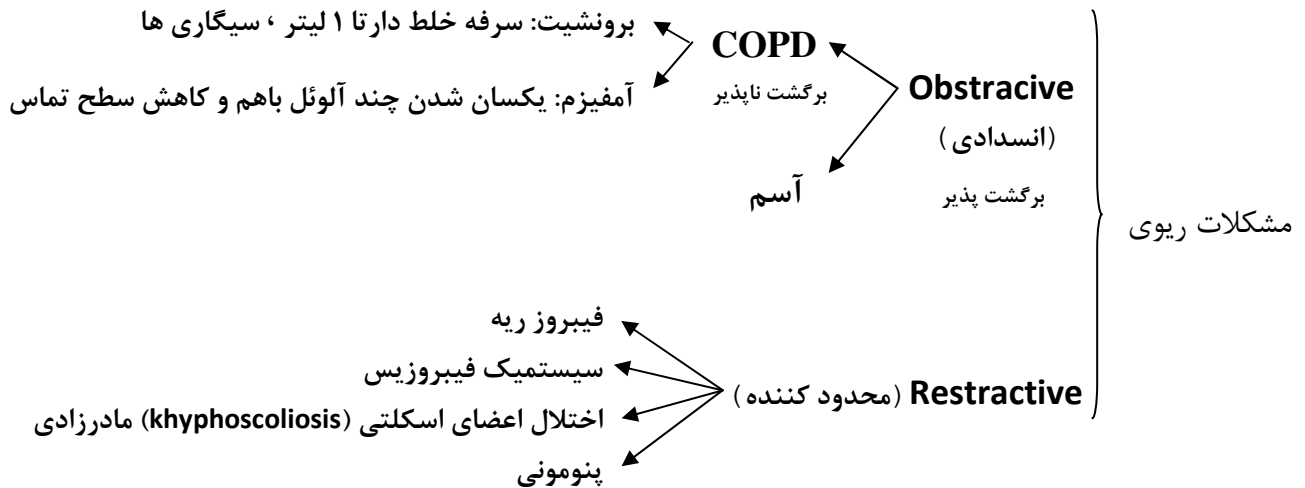 مشکلات ریوی
Obstracive
(انسدادی)
برگشت پذیر
COPD
برگشت ناپذیر
برونشیت: سرفه خلط دارتا ۱ لیتر ، سیگاری ها
آمفیزم: یکسان شدن چند آلوئل باهم و کاهش سطح تماس
آسم
Restractive (محدود کننده)
فیبروز ریه
سیستمیک فیبروزیس
اختلال اعضای اسکلتی (khyphoscoliosis) مادرزادی
پنومونی